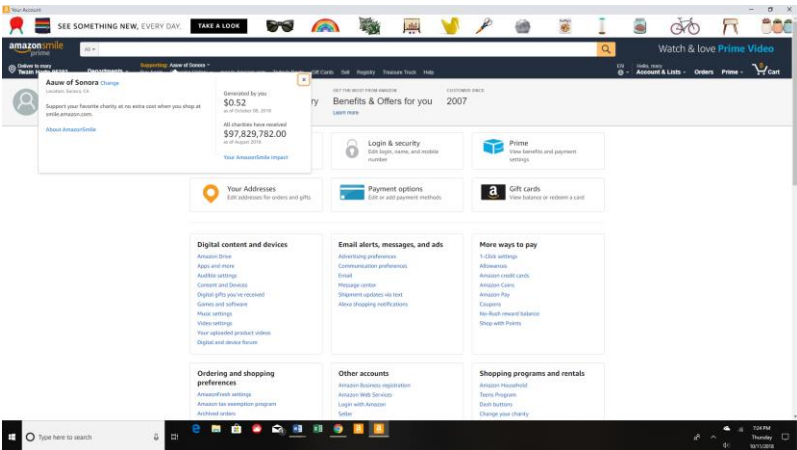 Your Account
SEE SOMETHING NEW, EVERY DAY. TAKE A LOOK
amazonsmile
prime
All
Watch & love Prime Video
Deliver to mary
Supporting: Aauw of Sonora
Gift Cards Sell Registry Treasure Truck Help
EN
Hello, mary
Account & Lists Orders Prime Cart
0
Aauw of Sonora Change
Location: Sonora, CA
Support your favorite charity at no extra cost when you shop at
smile.amazon.com.
About AmazonSmile
Generated by you
$0.52
as of October 08, 2018
All charities have received
$97,829,782.00
as of August 2018
Your AmazonSmile Impact
GET THE MOST FROM AMAZON
Benefits & Offers for you
Learn more
CUSTOMER SINCE
2007
Login & security
Edit login, name, and mobile
number
Prime
View benefits and payment
settings
Your Addresses
Edit addresses for orders and gifts
Payment options
Edit or add payment methods
a
Gift cards
View balance or redeem a card
Digital content and devices
Amazon Drive
Apps and more
Audible settings
Content and Devices
Digital gifts you've received
Games and software
Music settings
Video settings
Your uploaded product videos
Digital and device forum
Email alerts, messages, and ads
Advertising preferences
Communication preferences
Email
Message center
Shipment updates via text
Alexa shopping notifications
More ways to pay
1-Click settings
Allowances
Amazon credit cards
Amazon Coins
Amazon Pay
Coupons
No-Rush reward balance
Shop with Points
Ordering and shopping
preferences
AmazonFresh settings
Amazon tax exemption program
Archived orders
Other accounts
Amazon Business registration
Amazon Web Services
Login with Amazon
Seller
Shopping programs and rentals
Amazon Household
Teens Program
Dash buttons
Change your charity
Type here to search
7:24 PM
Thursday
10/11/2018